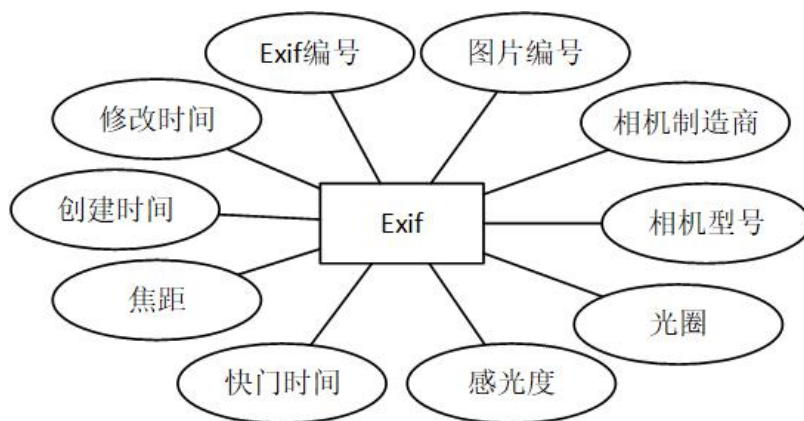 Exif编号
图片编号
修改时间
相机制造商
创建时间
Exif
相机型号
焦距
光圈
快门时间
感光度